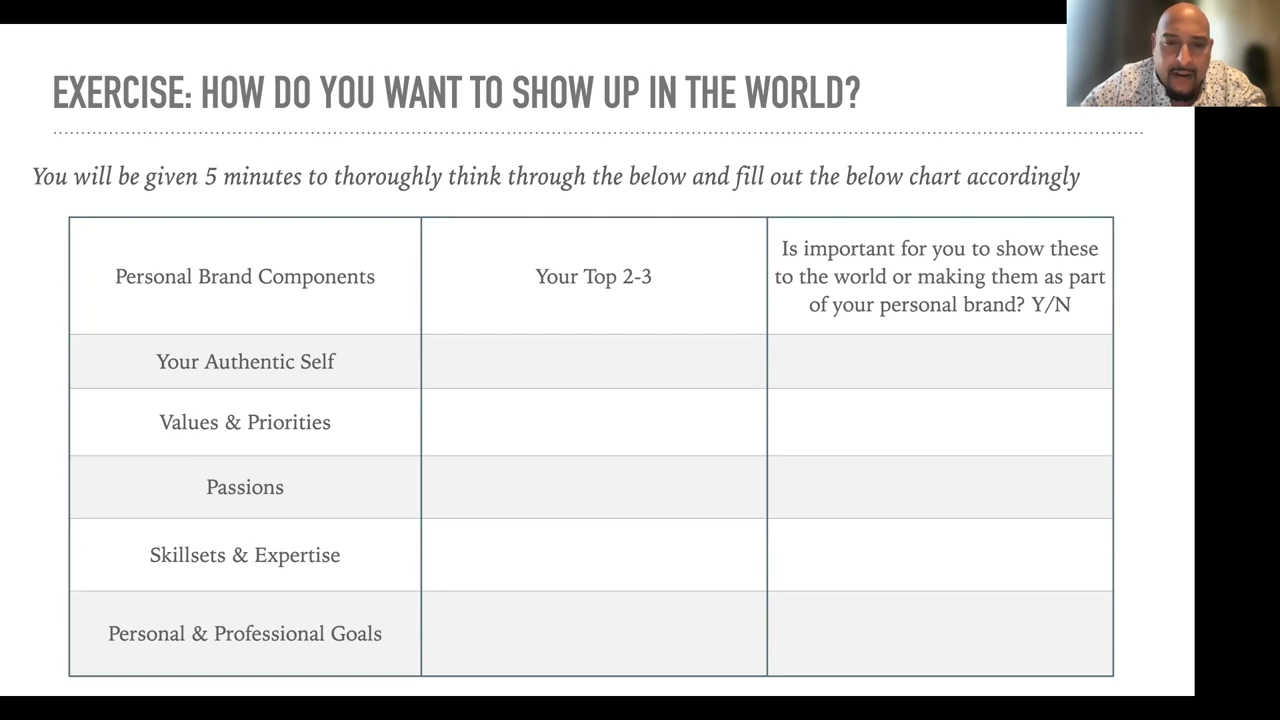 EXERCISE: HOW DO YOU WANT TO SHOW UP IN THE WORLD?
You will be given 5 minutes to thoroughly think through the below and fill out the below chart accordingly
Personal Brand Components
Your Top 2-3
Is important for you to show these
to the world or making them as part
of your personal brand? Y/N
Your Authentic Self
Values & Priorities
Passions
Skillsets & Expertise
Personal & Professional Goals